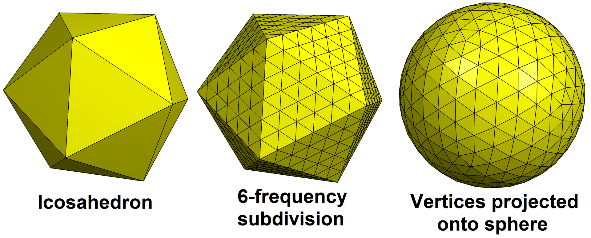 Icosahedron
6-frequency
subdivision
Vertices projected
onto sphere